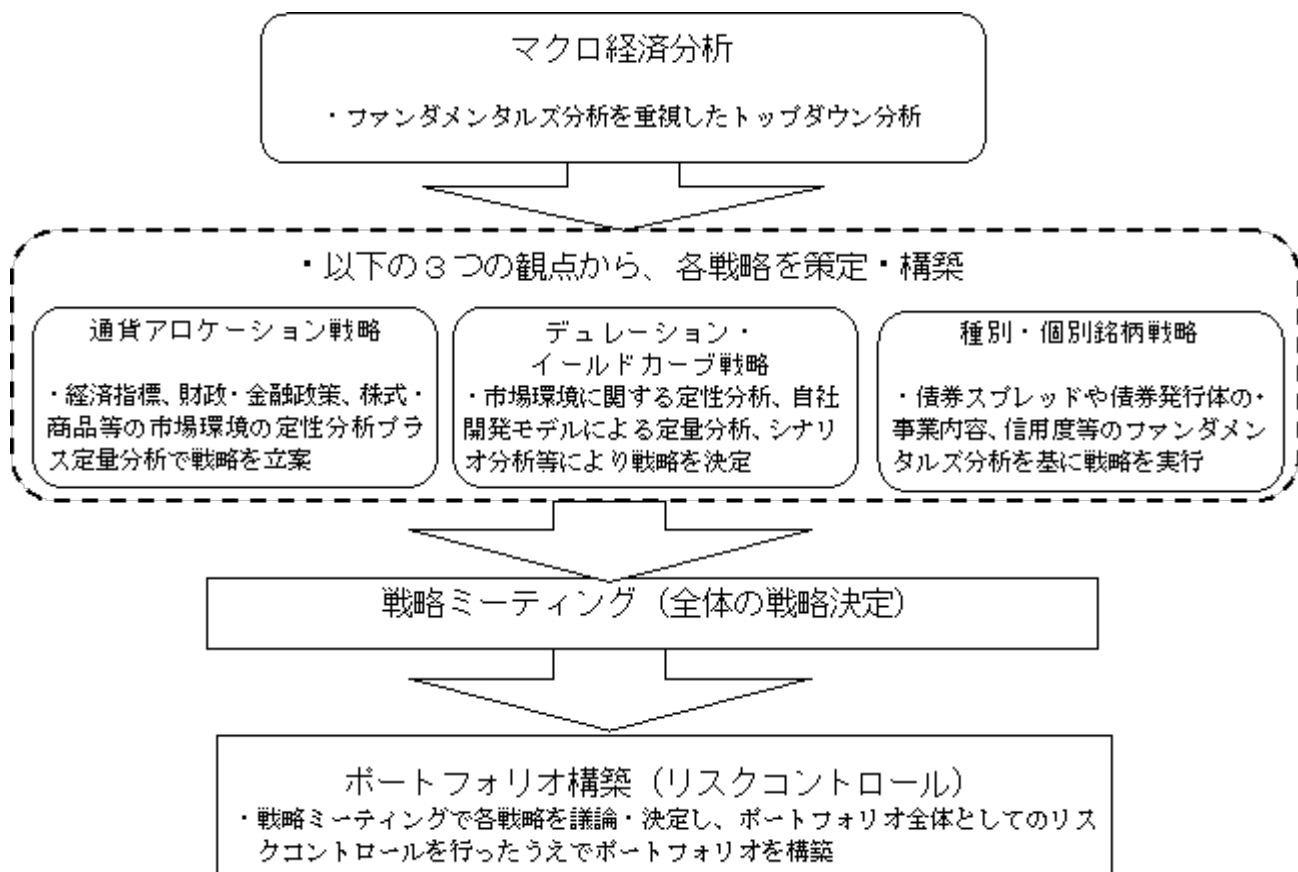 マクロ経済分析
・ファンダメンタルズ分析を重視したトップダウン分析
・以下の3つの観点から、各戦略を策定・構築
通貨アロケーション戦略
・経済指標、財政・金融政策、株式・
商品等の市場環境の定性分析プラ
ス定量分析で戦略を立案
デュレーション・
イールドカーブ戦略
・市場環境に関する定性分析、自社
開発モデルによる定量分析、シナリ
オ分析等により戦略を決定
種別・個別銘柄戦略
・債券スプレッドや債券発行体の・
事業内容、信用度等のファンダメン
タルズ分析を基に戦略を実行
戦略ミーティング（全体の戦略決定）
ポートフォリオ構築（リスクコントロール）
・戦略ミーティングで各戦略を議論・決定し、ポートフォリオ全体としてのリス
クコントロールを行ったうえでポートフォリオを構築